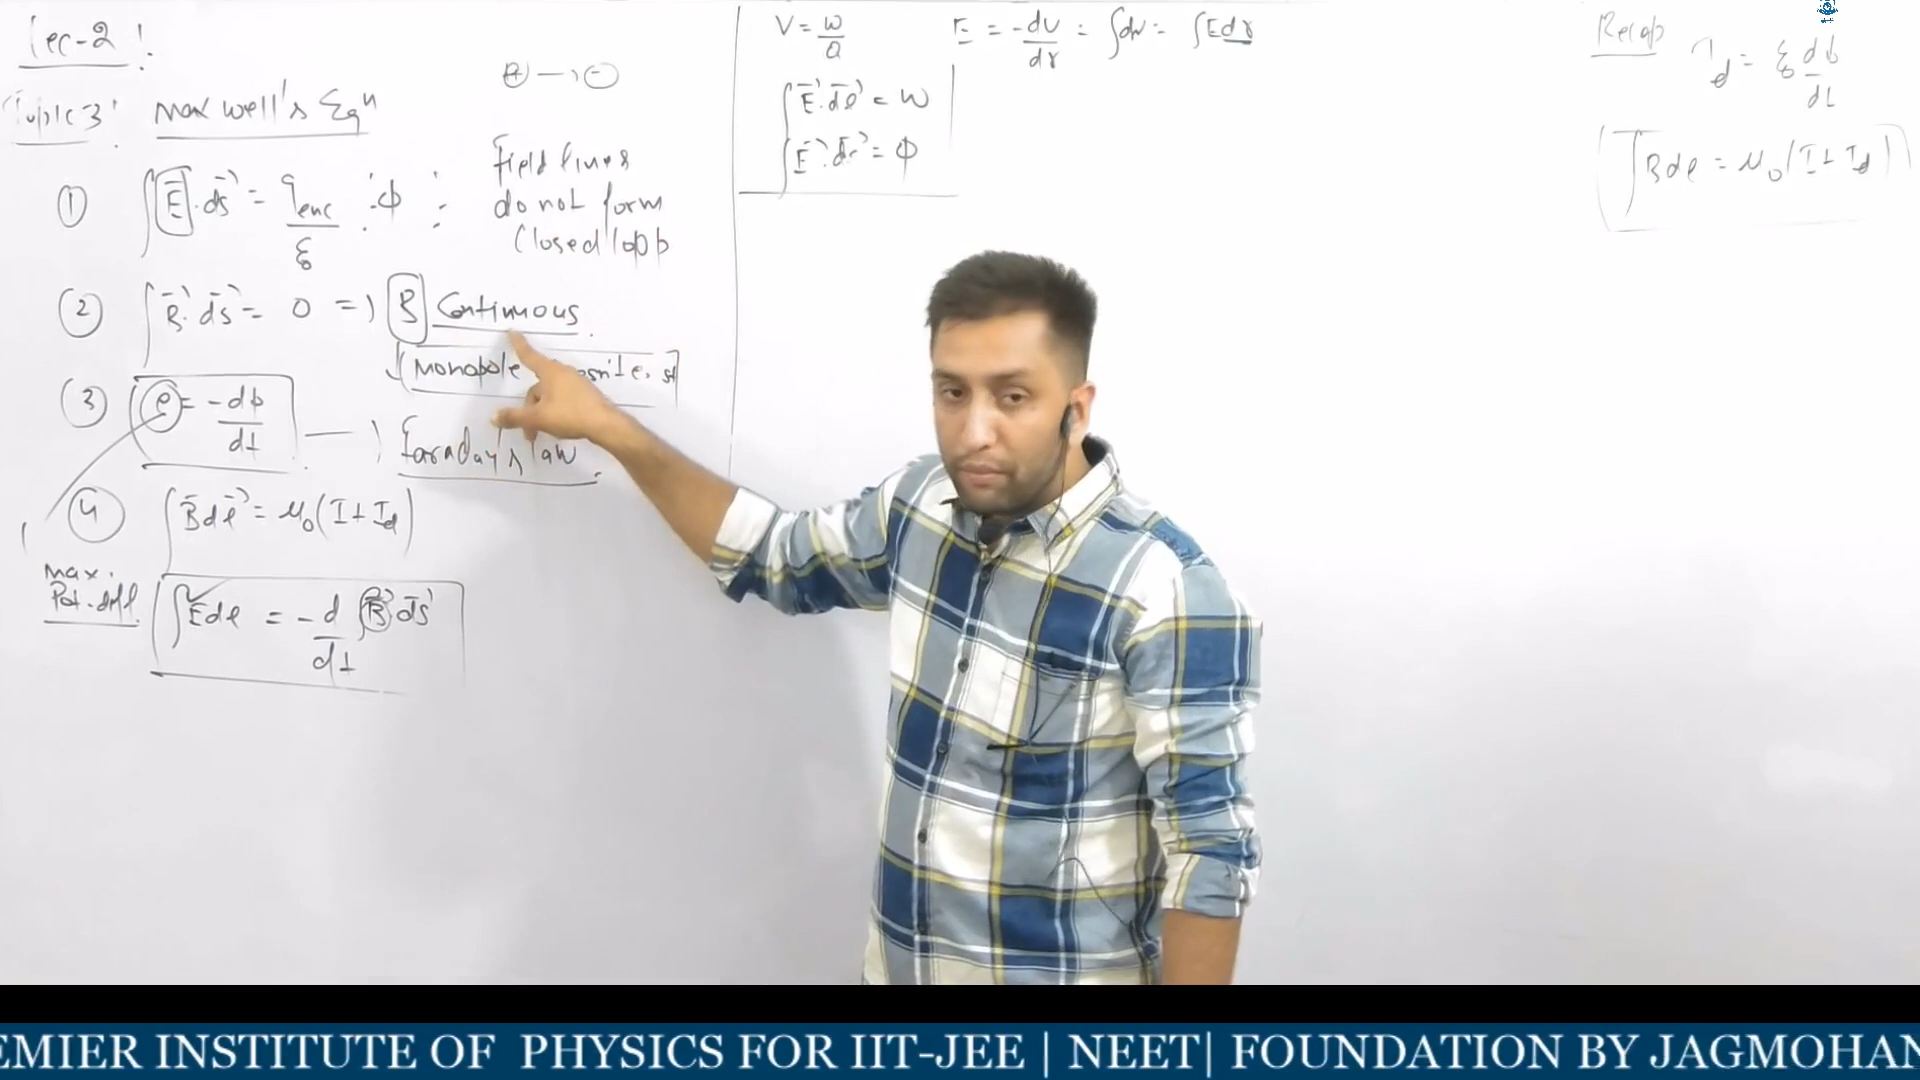 Lec-2:
Topic 3: Maxwell's Eqⁿ
⊕ → ⊖
① ∫E⃗.ds⃗ = qenc/ε₀ : ϕ :
Field lines
do not form
closed loop
② ∫B⃗.ds⃗ = 0 ⇒ B Continuous
(Monopole
③ e = -dϕ/dt → Faraday's law
④ ∫B⃗dℓ⃗ = μ₀(I+Id)
max.
Pot. diff
∫Edℓ = -d/dt ∫B⃗ds⃗
V = W/Q
E = -dV/dr = ∫dv = ∫Edr
∫E⃗.dℓ⃗ = W
∫E⃗.ds⃗ = ϕ
Recap
Id = ε₀ dϕ/dt
∫Bdℓ = μ₀(I+Id)
EMIER INSTITUTE OF PHYSICS FOR IIT-JEE | NEET| FOUNDATION BY JAGMOHAN